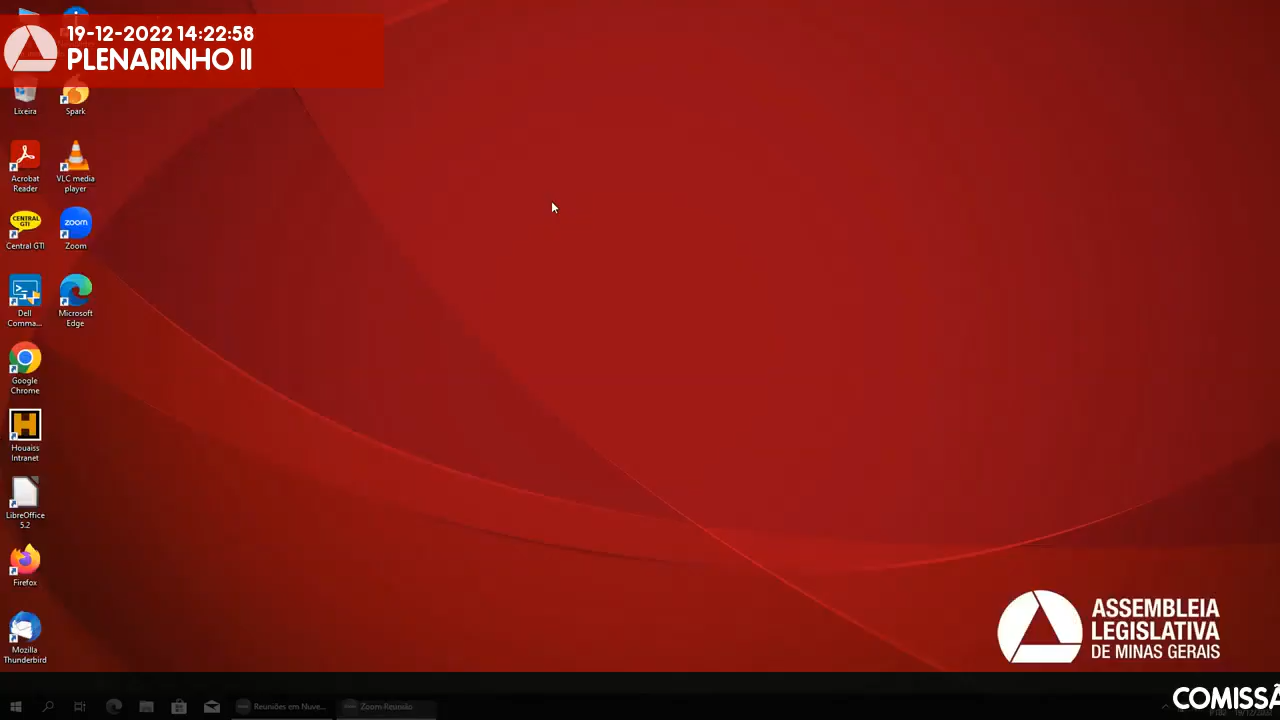 19-12-2022 14:22:58
PLENARINHO II
Lixeira
Spark
Acrobat
Reader
VLC media
player
CENTRAL
GTI
Central GTI
zoom
Zoom
Dell
Comma...
Microsoft
Edge
Google
Chrome
H
Houaiss
Intranet
LibreOffice
5.2
Firefox
Mozilla
Thunderbird
ASSEMBLEIA
LEGISLATIVA
DE MINAS GERAIS
Reuniões em Nuve...
Zoom Reunião
COMISSÃ